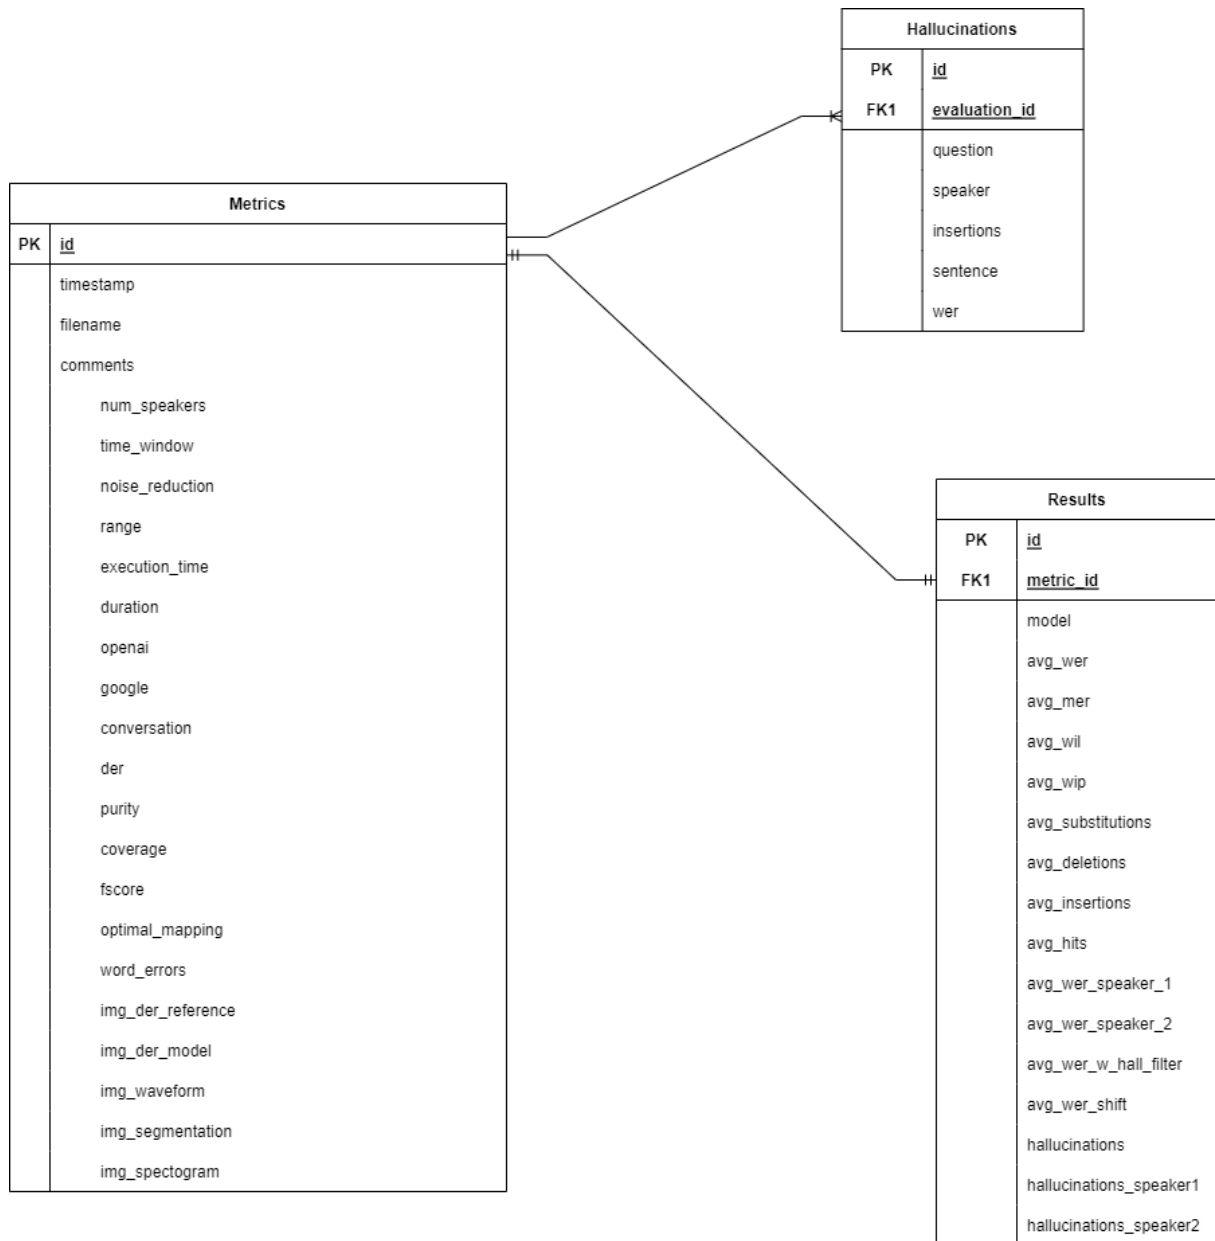 Hallucinations
PK id
FK1 evaluation_id
question
speaker
insertions
sentence
wer
Metrics
PK id
timestamp
filename
comments
num_speakers
time_window
noise_reduction
range
execution_time
duration
openai
google
conversation
der
purity
coverage
fscore
optimal_mapping
word_errors
img_der_reference
img_der_model
img_waveform
img_segmentation
img_spectogram
Results
PK id
FK1 metric_id
model
avg_wer
avg_mer
avg_wil
avg_wip
avg_substitutions
avg_deletions
avg_insertions
avg_hits
avg_wer_speaker_1
avg_wer_speaker_2
avg_wer_w_hall_filter
avg_wer_shift
hallucinations
hallucinations_speaker1
hallucinations_speaker2